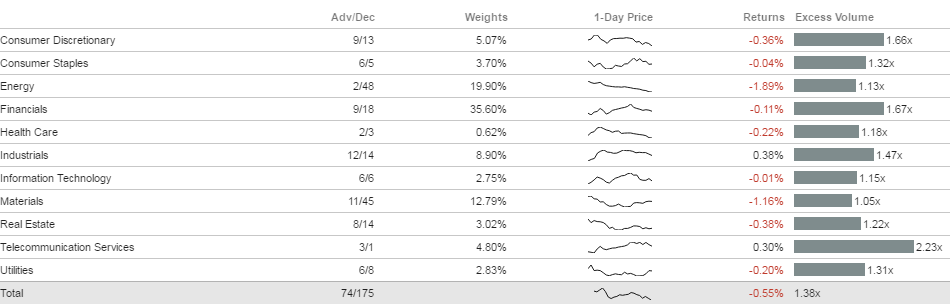 Adv/Dec Weights 1-Day Price Returns Excess Volume
Consumer Discretionary 9/13 5.07% -0.36% 1.66x
Consumer Staples 6/5 3.70% -0.04% 1.32x
Energy 2/48 19.90% -1.89% 1.13x
Financials 9/18 35.60% -0.11% 1.67x
Health Care 2/3 0.62% -0.22% 1.18x
Industrials 12/14 8.90% 0.38% 1.47x
Information Technology 6/6 2.75% -0.01% 1.15x
Materials 11/45 12.79% -1.16% 1.05x
Real Estate 8/14 3.02% -0.38% 1.22x
Telecommunication Services 3/1 4.80% 0.30% 2.23x
Utilities 6/8 2.83% -0.20% 1.31x
Total 74/175 -0.55% 1.38x